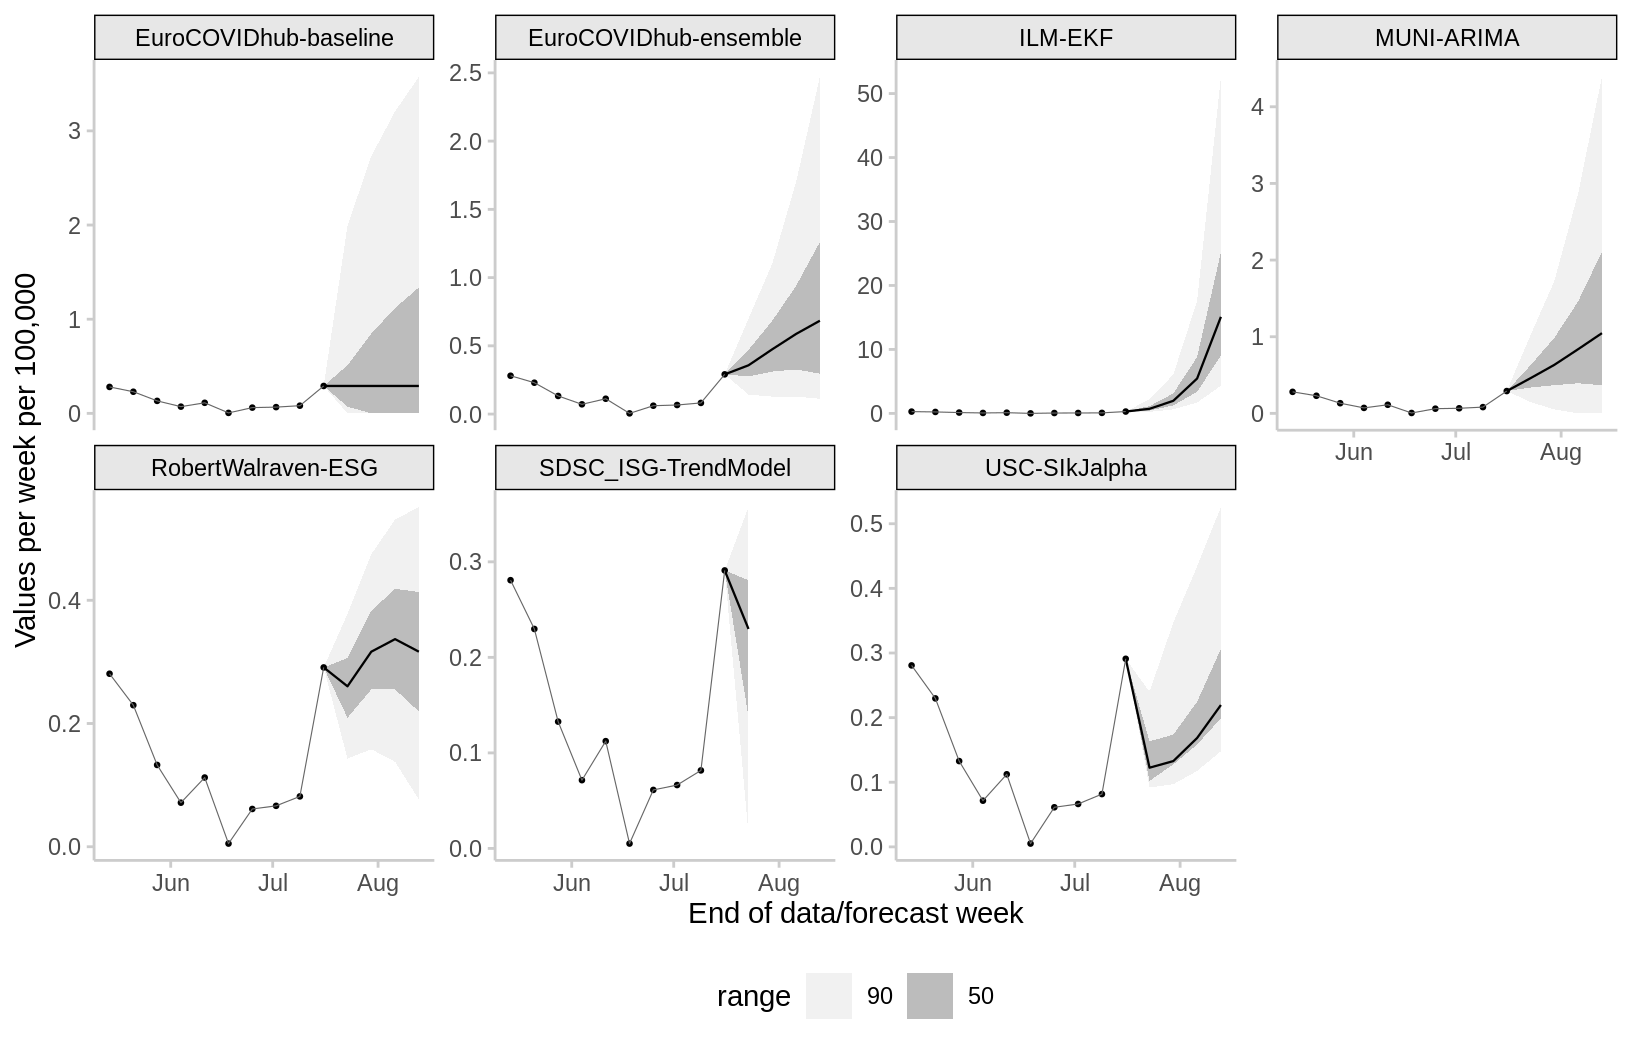 EuroCOVIDhub-baseline
EuroCOVIDhub-ensemble
ILM-EKF
MUNI-ARIMA
3
2
1
0
2.5
2.0
1.5
1.0
0.5
0.0
50
40
30
20
10
0
4
3
2
1
0
Jun Jul Aug
Values per week per 100,000
RobertWalraven-ESG
SDSC_ISG-TrendModel
USC-SIkJalpha
0.4
0.2
0.0
Jun Jul Aug
0.3
0.2
0.1
0.0
Jun Jul Aug
0.5
0.4
0.3
0.2
0.1
0.0
Jun Jul Aug
End of data/forecast week
range 90 50